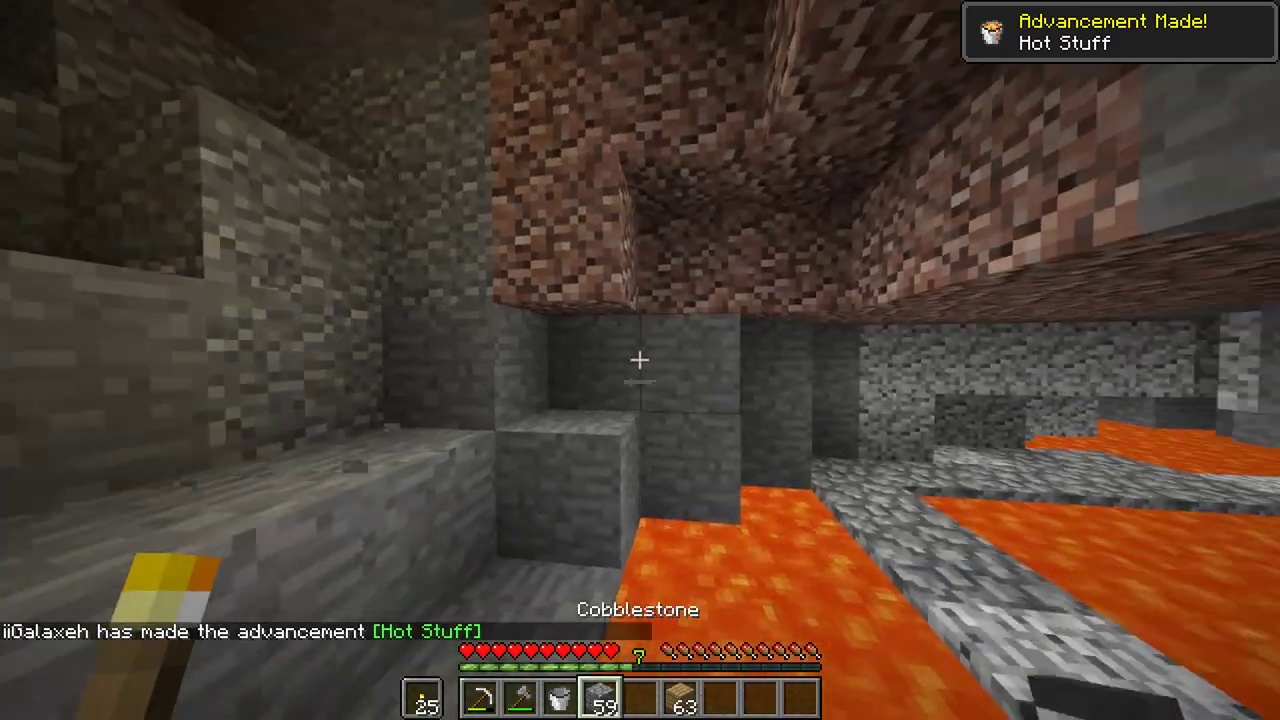 Advancement Made!
Hot Stuff
Cobblestone
iiGalaxeh has made the advancement [Hot Stuff]
7
25
59
63